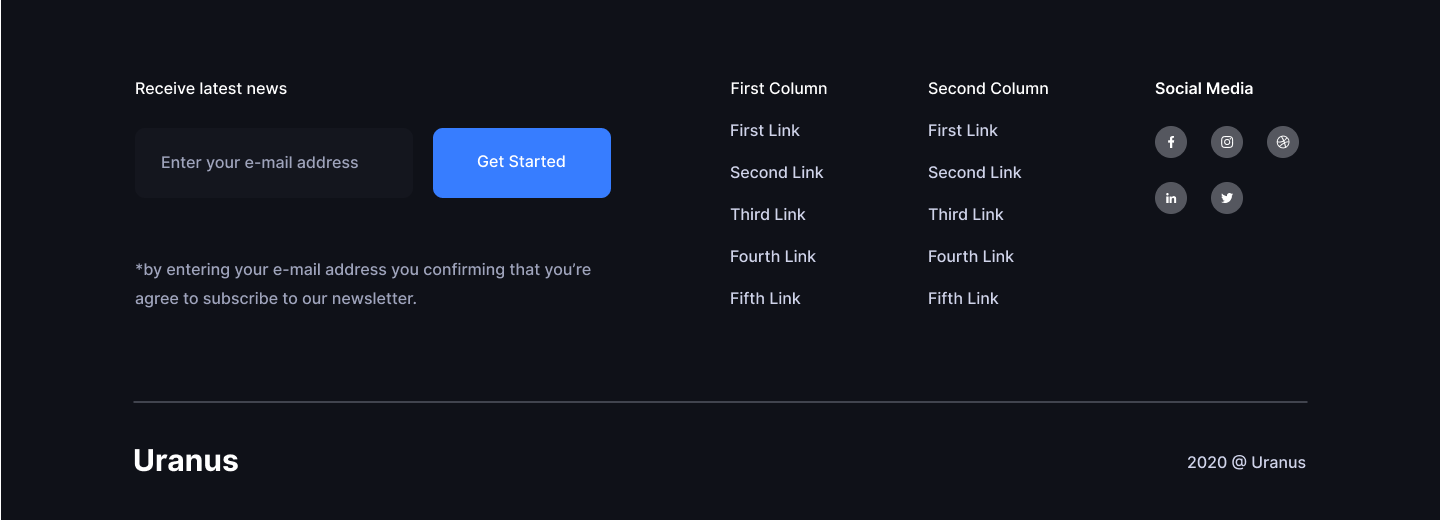 Receive latest news
Enter your e-mail address
Get Started
*by entering your e-mail address you confirming that you’re
agree to subscribe to our newsletter.
First Column
First Link
Second Link
Third Link
Fourth Link
Fifth Link
Second Column
First Link
Second Link
Third Link
Fourth Link
Fifth Link
Social Media
Uranus
2020 @ Uranus